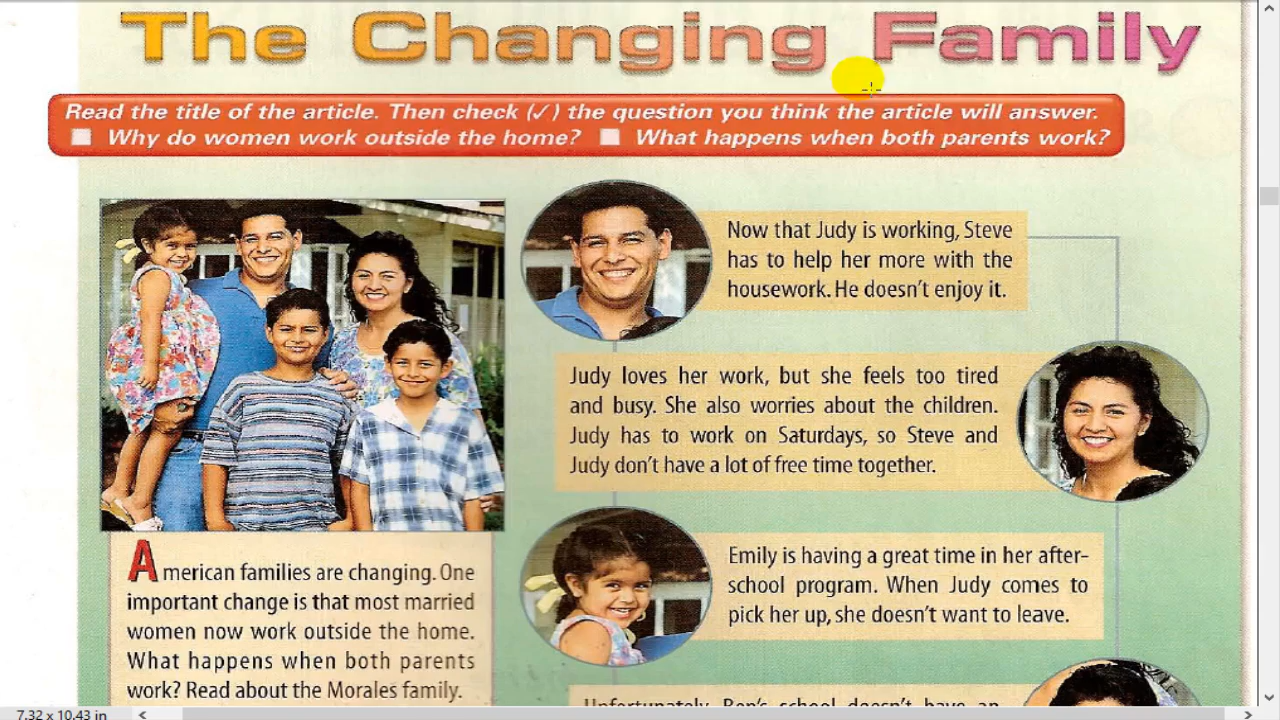 The Changing Family
Read the title of the article. Then check (✓) the question you think the article will answer.
Why do women work outside the home? What happens when both parents work?
Now that Judy is working, Steve
has to help her more with the
housework. He doesn't enjoy it.
Judy loves her work, but she feels too tired
and busy. She also worries about the children.
Judy has to work on Saturdays, so Steve and
Judy don't have a lot of free time together.
Emily is having a great time in her after-
school program. When Judy comes to
pick her up, she doesn't want to leave.
American families are changing. One
important change is that most married
women now work outside the home.
What happens when both parents
work? Read about the Morales family.
Unfortunately, Ben's school doesn't have an
7.32 x 10.43 in